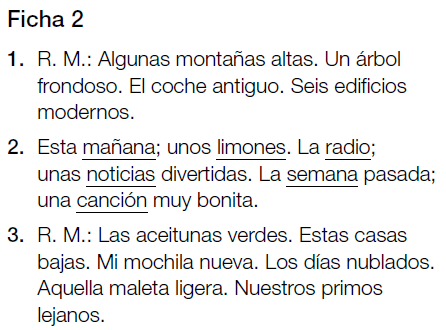 Ficha 2
1. R. M.: Algunas montañas altas. Un árbol
frondoso. El coche antiguo. Seis edificios
modernos.
2. Esta mañana; unos limones. La radio;
unas noticias divertidas. La semana pasada;
una canción muy bonita.
3. R. M.: Las aceitunas verdes. Estas casas
bajas. Mi mochila nueva. Los días nublados.
Aquella maleta ligera. Nuestros primos
lejanos.